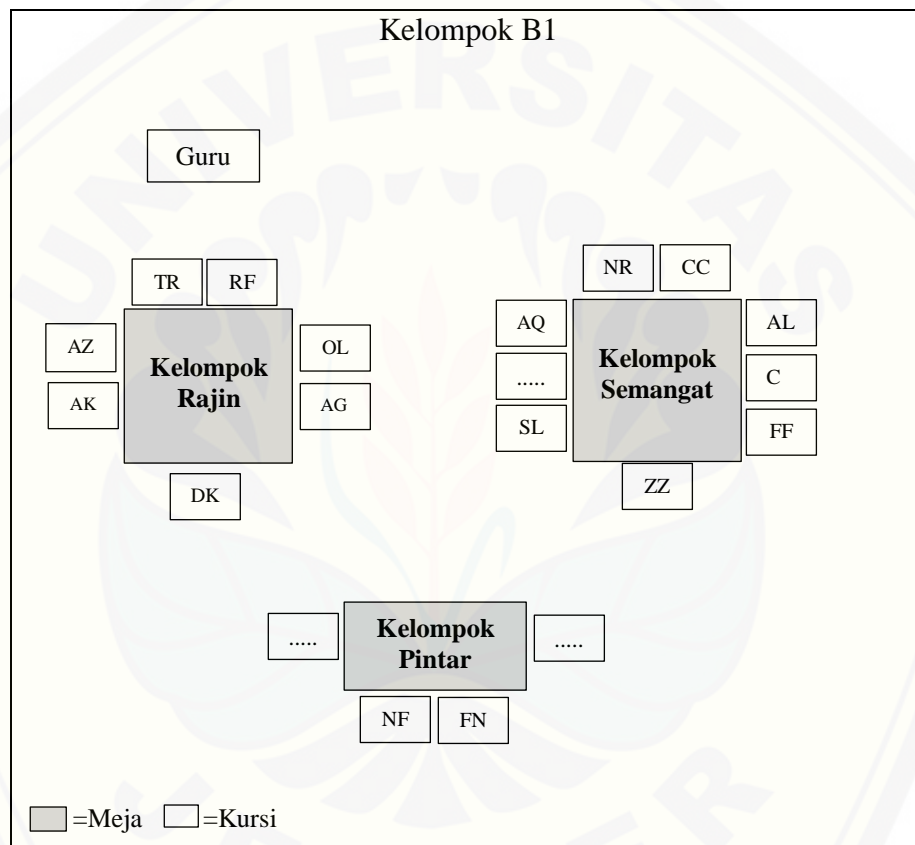 Kelompok B1
Guru
TR
RF
AZ
AK
Kelompok
Rajin
OL
AG
DK
NR
CC
AQ
.....
SL
Kelompok
Semangat
AL
C
FF
ZZ
.....
Kelompok
Pintar
.....
NF
FN
=Meja
=Kursi
UNIVERSITAS